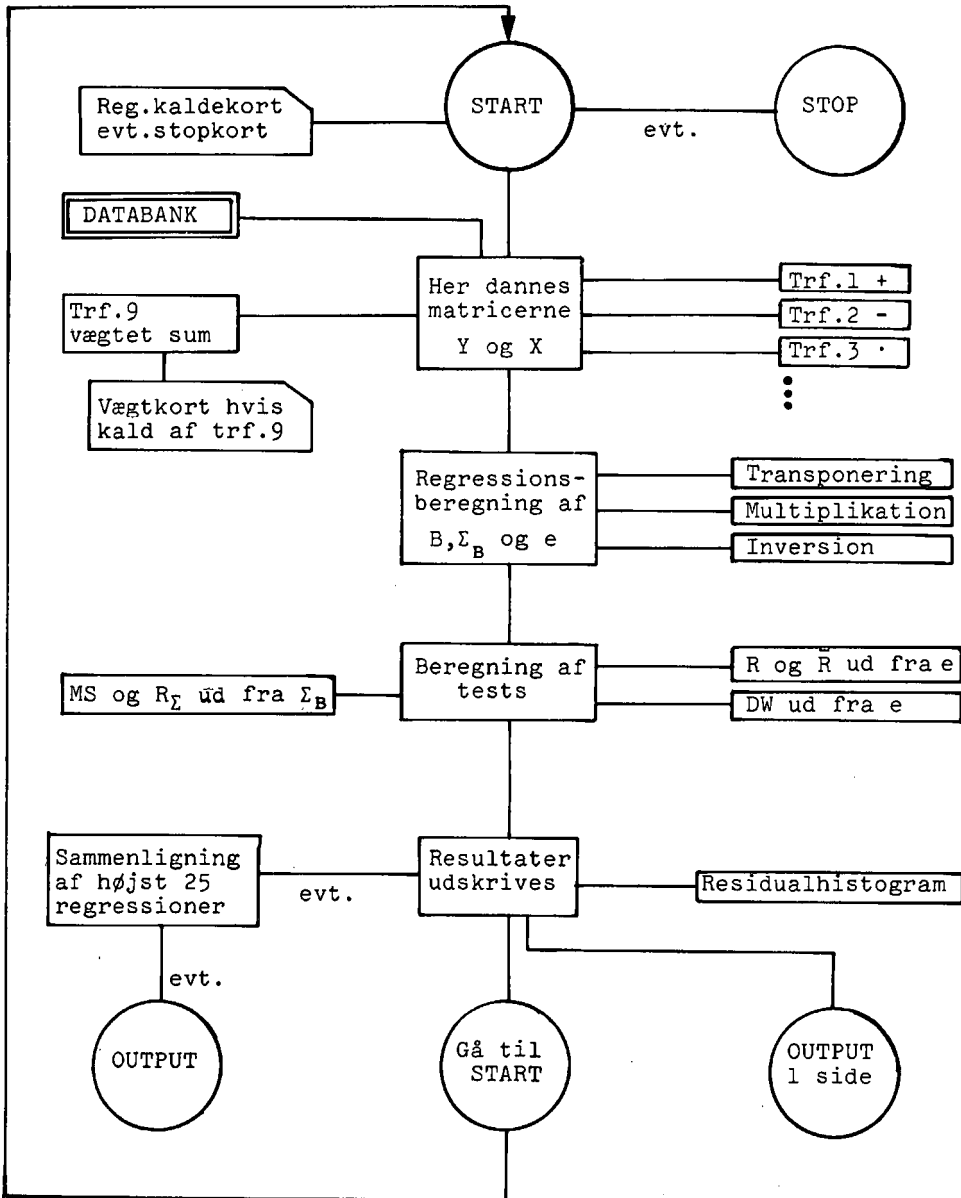 START
STOP
evt.
Reg.kaldekort
evt.stopkort
DATABANK
Her dannes
matricerne
Y og X
Trf.1 +
Trf.2 -
Trf.3 ·
Trf.9
vægtet sum
Vægtkort hvis
kald af trf.9
Regressions-
beregning af
B,Σ_B og e
Transponering
Multiplikation
Inversion
Beregning af
tests
R og R̄ ud fra e
DW ud fra e
MS og R_Σ ud fra Σ_B
Sammenligning
af højst 25
regressioner
evt.
Resultater
udskrives
Residualhistogram
evt.
OUTPUT
Gå til
START
OUTPUT
1 side